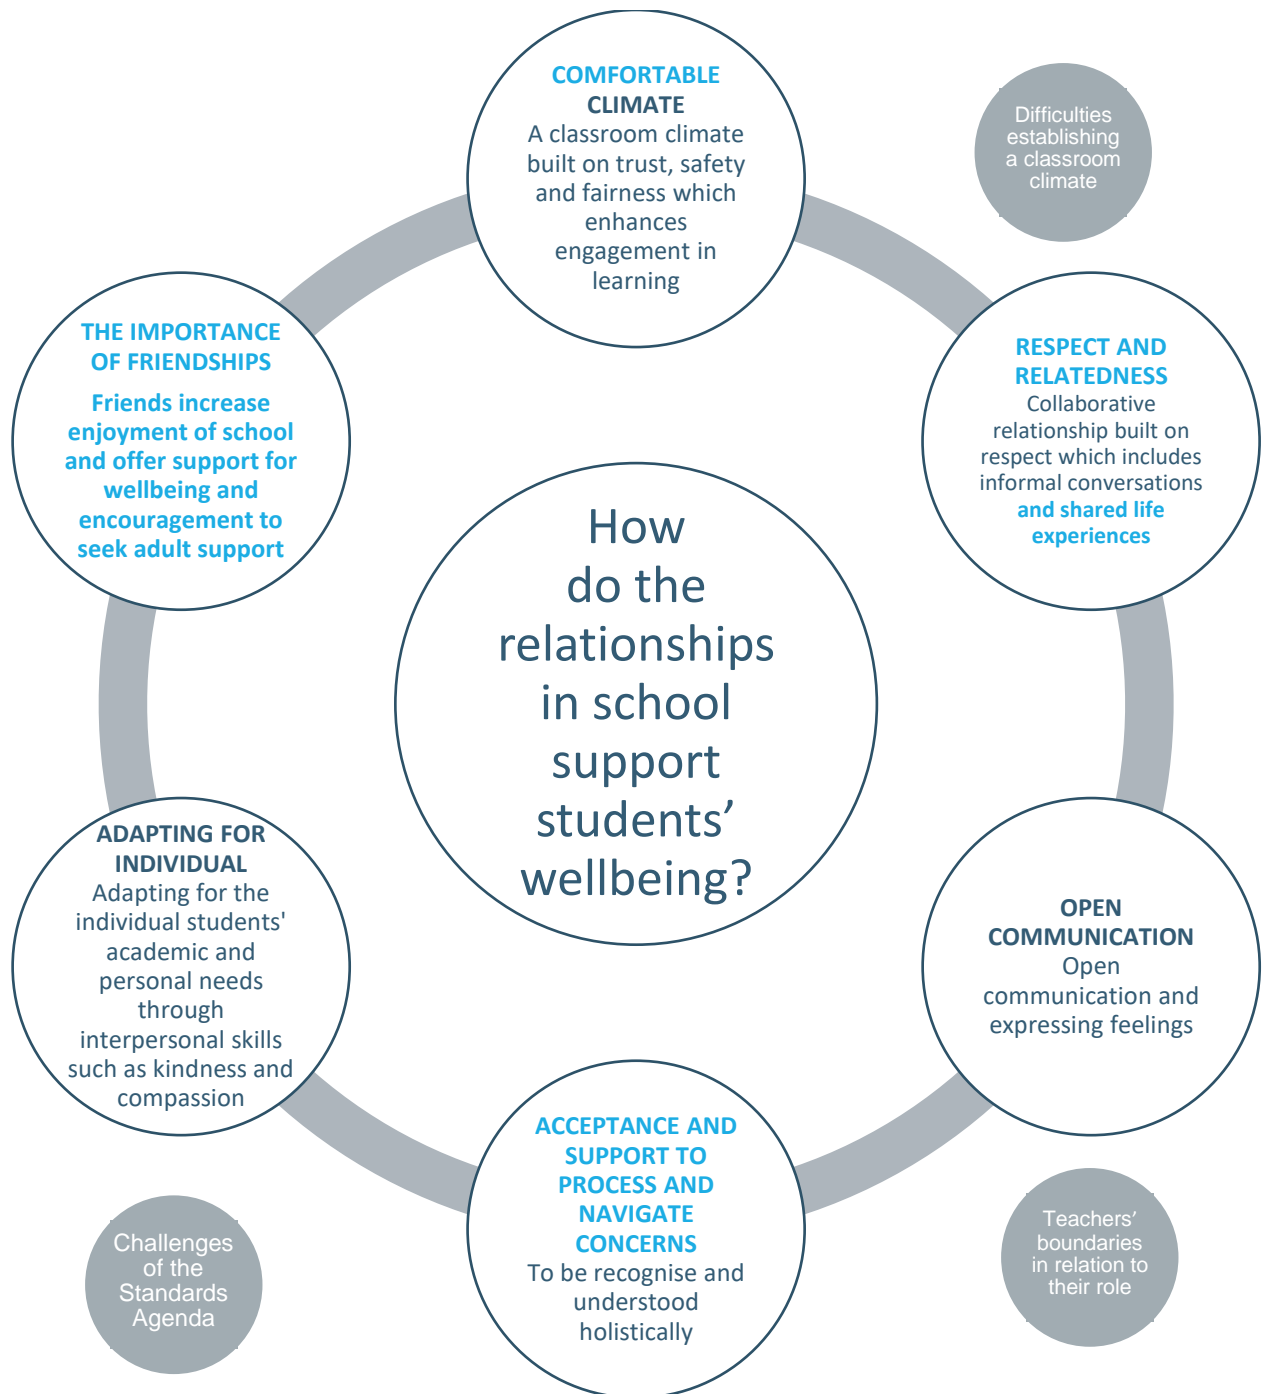 COMFORTABLE
CLIMATE
A classroom climate
built on trust, safety
and fairness which
enhances
engagement in
learning
Difficulties
establishing
a classroom
climate
THE IMPORTANCE
OF FRIENDSHIPS
Friends increase
enjoyment of school
and offer support for
wellbeing and
encouragement to
seek adult support
RESPECT AND
RELATEDNESS
Collaborative
relationship built on
respect which includes
informal conversations
and shared life
experiences
How
do the
relationships
in school
support
students’
wellbeing?
ADAPTING FOR
INDIVIDUAL
Adapting for the
individual students'
academic and
personal needs
through
interpersonal skills
such as kindness and
compassion
OPEN
COMMUNICATION
Open
communication and
expressing feelings
ACCEPTANCE AND
SUPPORT TO
PROCESS AND
NAVIGATE
CONCERNS
To be recognise and
understood
holistically
Challenges
of the
Standards
Agenda
Teachers’
boundaries
in relation to
their role